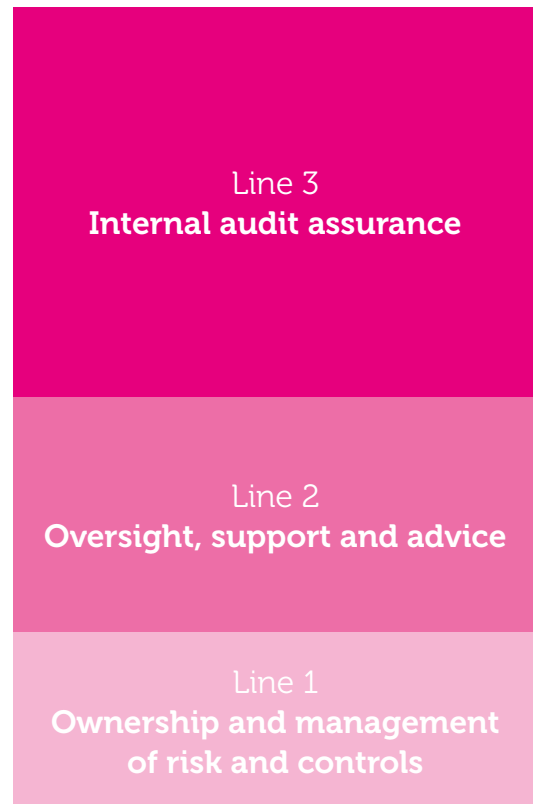 Line 3
Internal audit assurance
Line 2
Oversight, support and advice
Line 1
Ownership and management
of risk and controls